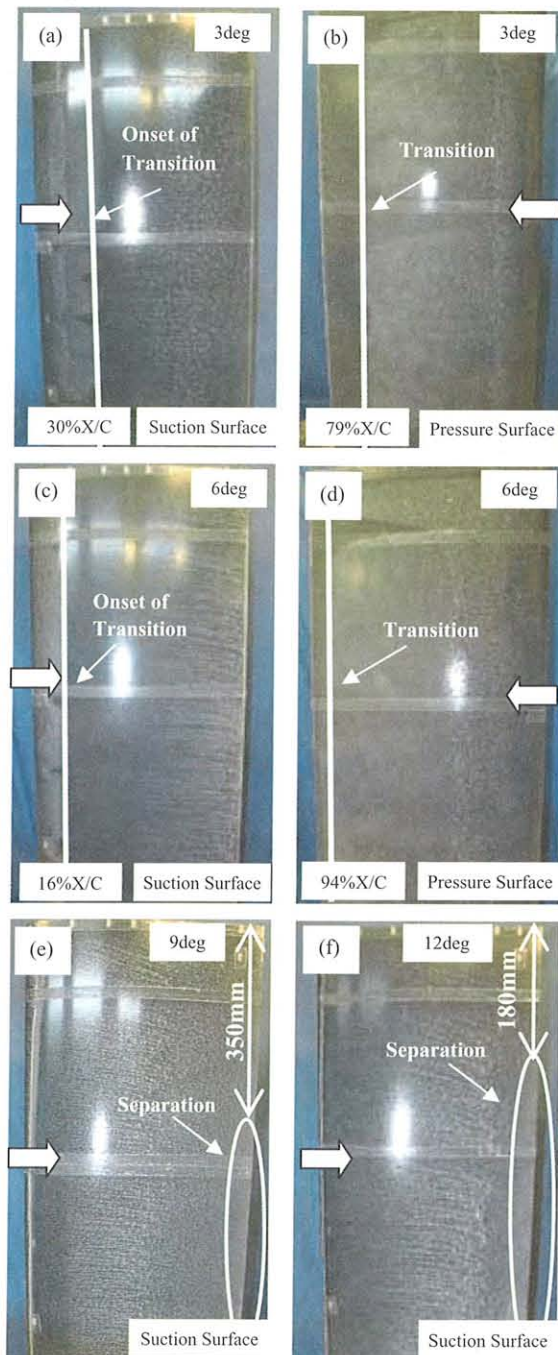 (a)
3deg
Onset of
Transition
30%X/C
Suction Surface
(b)
3deg
Transition
79%X/C
Pressure Surface
(c)
6deg
Onset of
Transition
16%X/C
Suction Surface
(d)
6deg
Transition
94%X/C
Pressure Surface
(e)
9deg
350mm
Separation
Suction Surface
(f)
12deg
180mm
Separation
Suction Surface